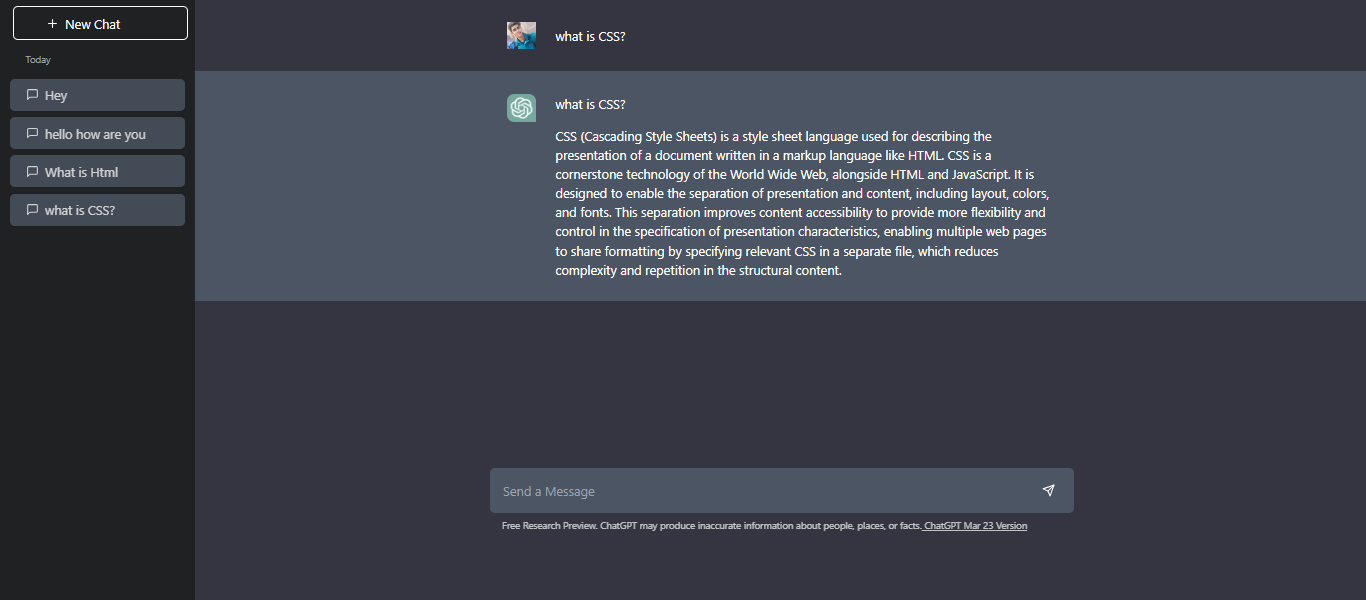 New Chat
Today
Hey
hello how are you
What is Html
what is CSS?
what is CSS?
what is CSS?
CSS (Cascading Style Sheets) is a style sheet language used for describing the
presentation of a document written in a markup language like HTML. CSS is a
cornerstone technology of the World Wide Web, alongside HTML and JavaScript. It is
designed to enable the separation of presentation and content, including layout, colors,
and fonts. This separation improves content accessibility to provide more flexibility and
control in the specification of presentation characteristics, enabling multiple web pages
to share formatting by specifying relevant CSS in a separate file, which reduces
complexity and repetition in the structural content.
Send a Message
Free Research Preview. ChatGPT may produce inaccurate information about people, places, or facts. ChatGPT Mar 23 Version